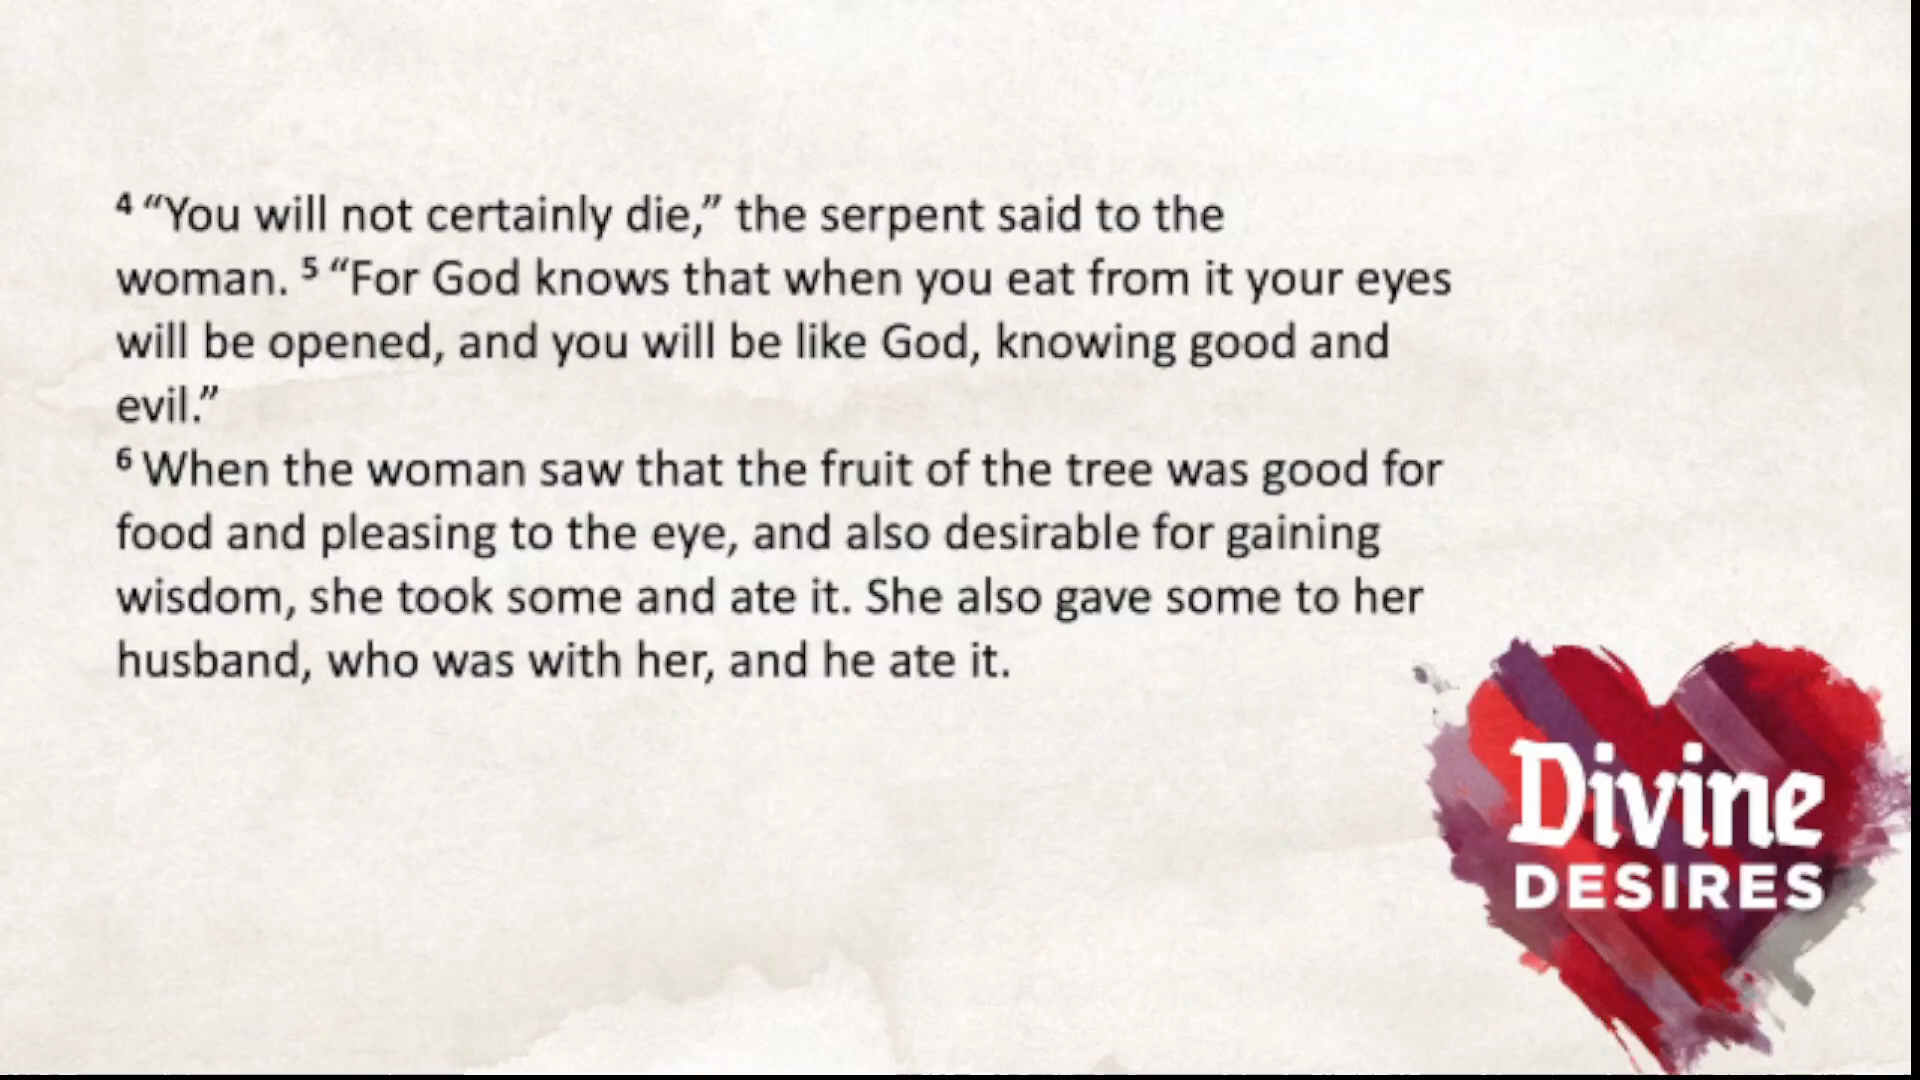 ⁴ “You will not certainly die,” the serpent said to the
woman. ⁵ “For God knows that when you eat from it your eyes
will be opened, and you will be like God, knowing good and
evil.”
⁶ When the woman saw that the fruit of the tree was good for
food and pleasing to the eye, and also desirable for gaining
wisdom, she took some and ate it. She also gave some to her
husband, who was with her, and he ate it.
Divine
DESIRES